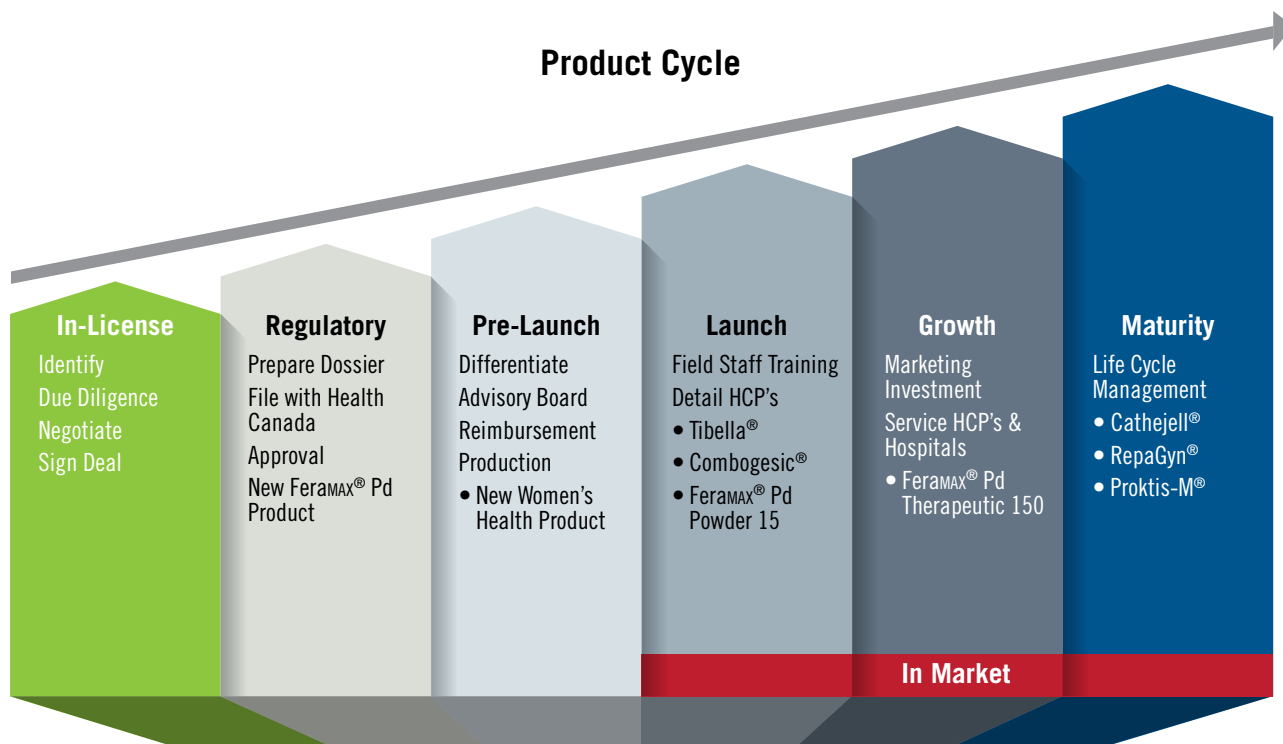 Product Cycle
In-License
Identify
Due Diligence
Negotiate
Sign Deal
Regulatory
Prepare Dossier
File with Health
Canada
Approval
New FeraMAX® Pd
Product
Pre-Launch
Differentiate
Advisory Board
Reimbursement
Production
• New Women's
Health Product
Launch
Field Staff Training
Detail HCP's
• Tibella®
• Combogesic®
• FeraMAX® Pd
Powder 15
Growth
Marketing
Investment
Service HCP's &
Hospitals
• FeraMAX® Pd
Therapeutic 150
Maturity
Life Cycle
Management
• Cathejell®
• RepaGyn®
• Proktis-M®
In Market